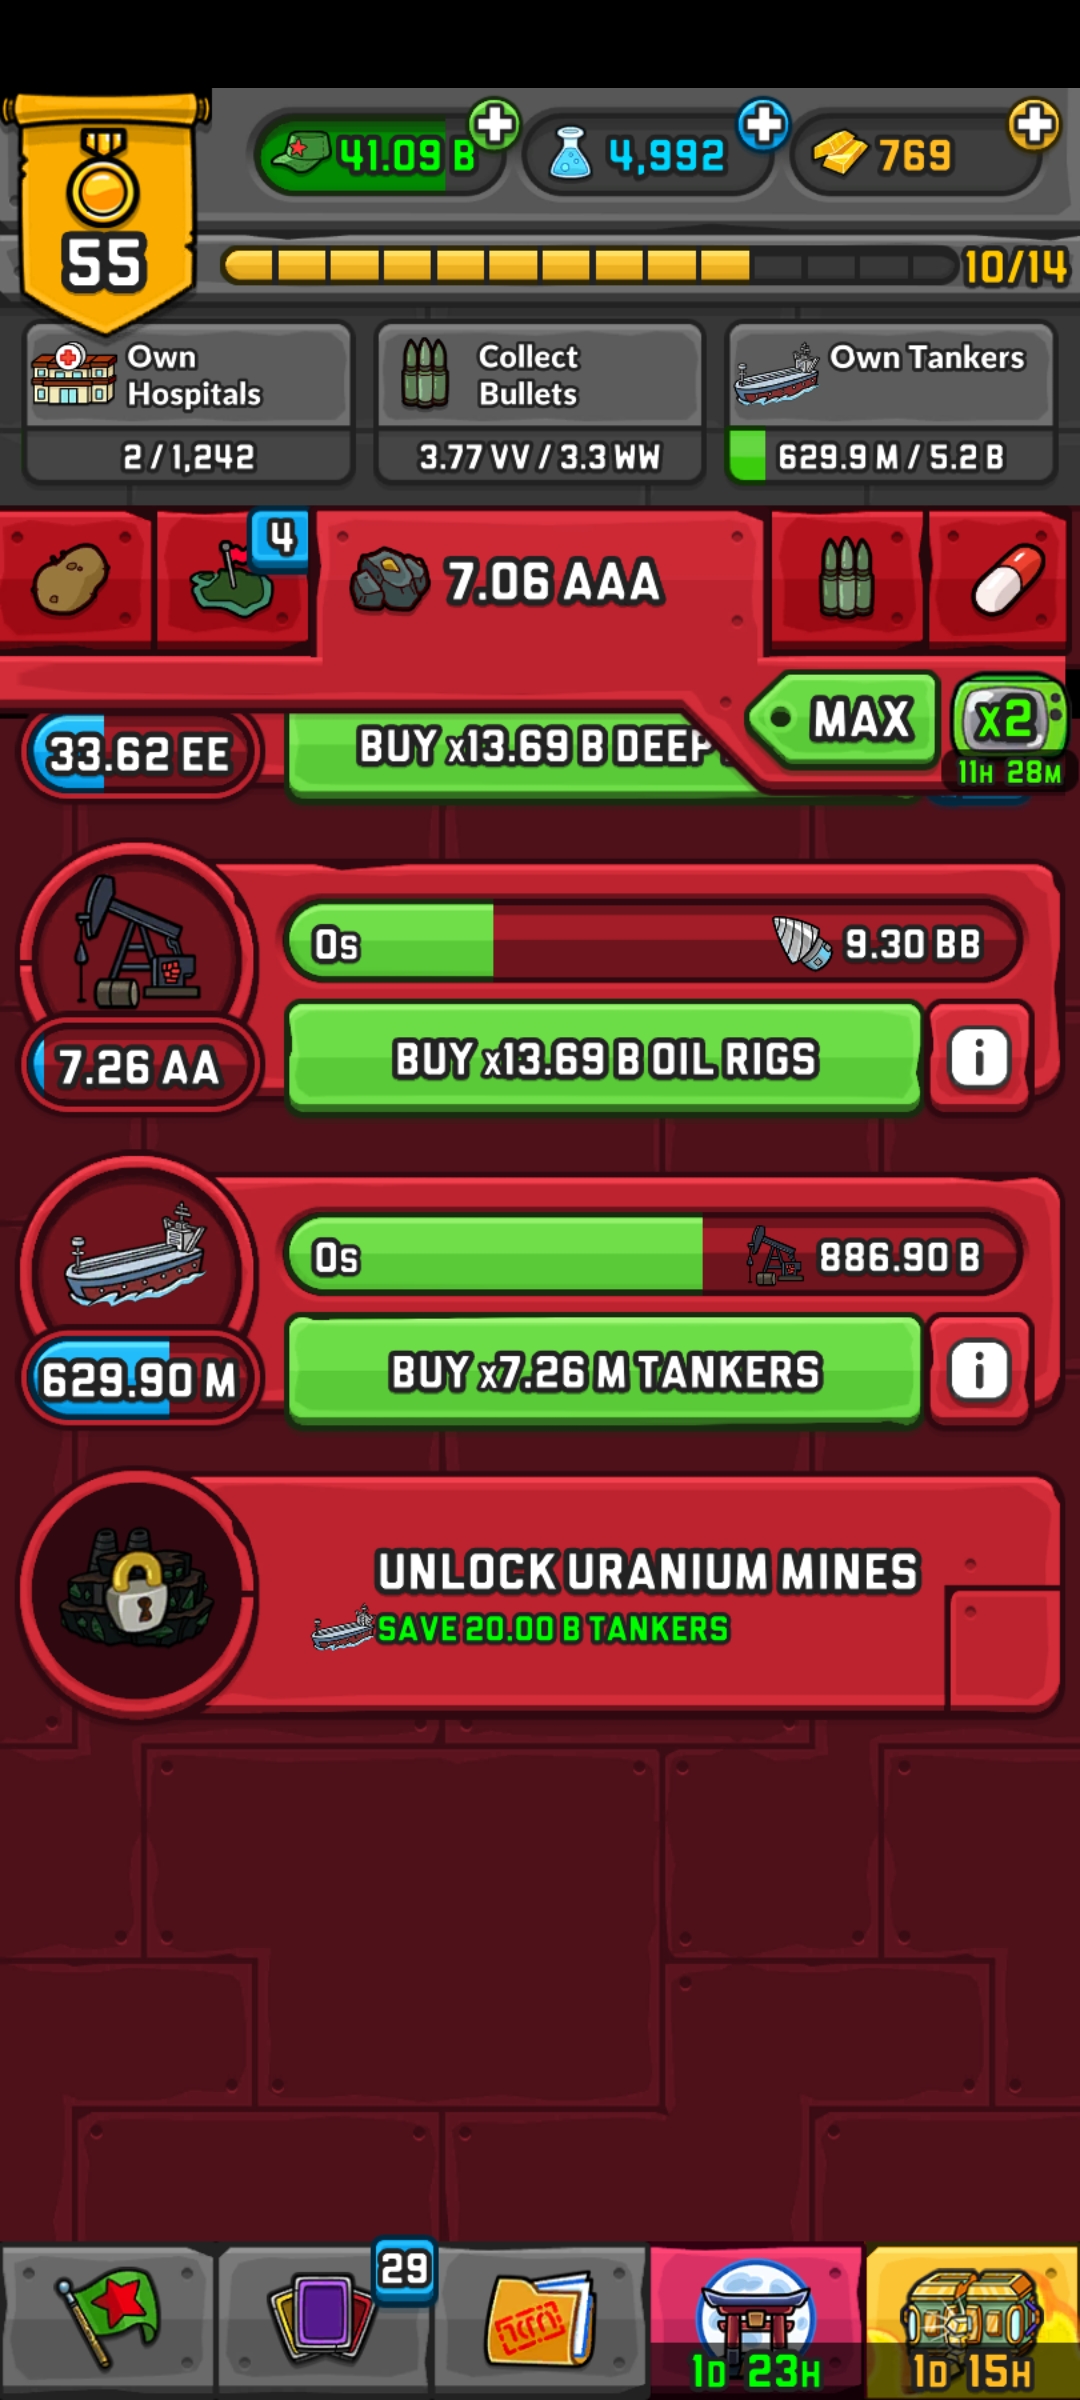 41.09 B
4,992
769
55
10/14
Own
Hospitals
2 / 1,242
Collect
Bullets
3.77 VV / 3.3 WW
Own Tankers
629.9 M / 5.2 B
4
7.06 AAA
MAX
x2
11H 28M
33.62 EE
BUY x13.69 B DEEP
0s
9.30 BB
7.26 AA
BUY x13.69 B OIL RIGS
i
0s
886.90 B
629.90 M
BUY x7.26 M TANKERS
i
UNLOCK URANIUM MINES
SAVE 20.00 B TANKERS
29
1D 23H
1D 15H